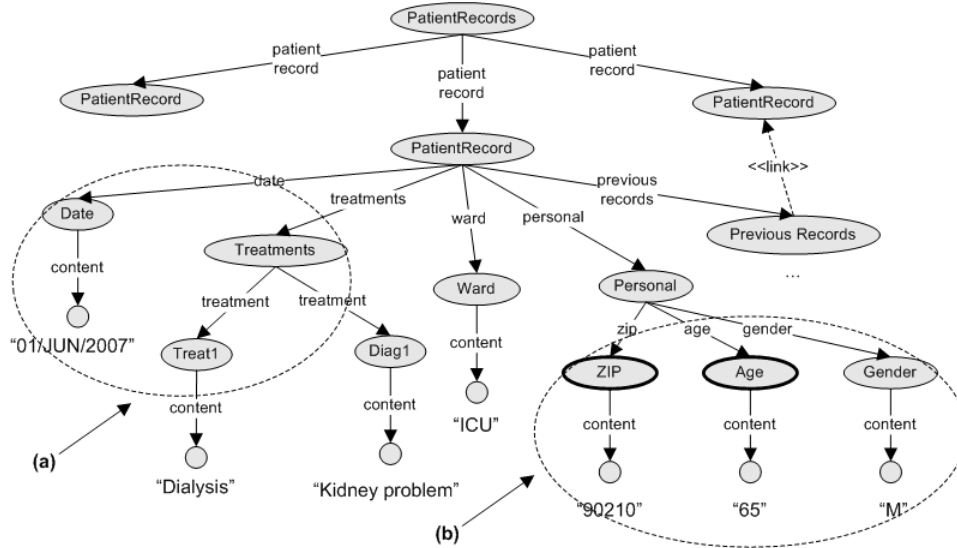 PatientRecords
patient
record
patient
record
patient
record
PatientRecord
PatientRecord
PatientRecord
<<link>>
date
treatments
ward
personal
previous
records
Date
Treatments
Previous Records
...
content
treatment
treatment
Ward
Personal
"01/JUN/2007"
Treat1
Diag1
content
zip
age
gender
ZIP
Age
Gender
content
content
"ICU"
content
content
content
(a)
"Dialysis"
"Kidney problem"
(b)
"90210"
"65"
"M"